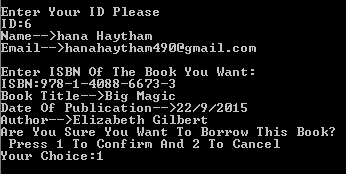 Enter Your ID Please
ID:6
Name-->hana Haytham
Email-->hanahaytham490@gmail.com
Enter ISBN Of The Book You Want:
ISBN:978-1-4088-6673-3
Book Title-->Big Magic
Date Of Publication-->22/9/2015
Author-->Elizabeth Gilbert
Are You Sure You Want To Borrow This Book?
Press 1 To Confirm And 2 To Cancel
Your Choice:1